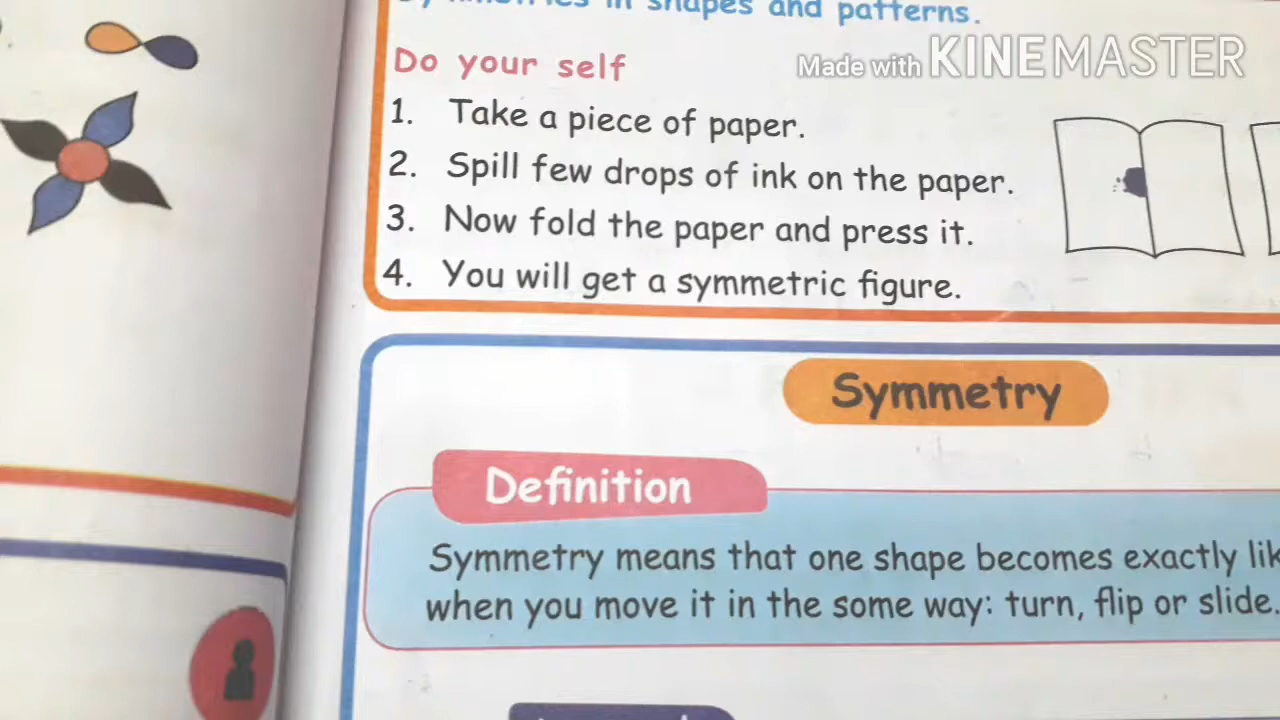 in shapes and patterns.
Made with KINEMASTER
Do your self
1. Take a piece of paper.
2. Spill few drops of ink on the paper.
3. Now fold the paper and press it.
4. You will get a symmetric figure.
Symmetry
Definition
Symmetry means that one shape becomes exactly
when you move it in the some way: turn, flip or slide.